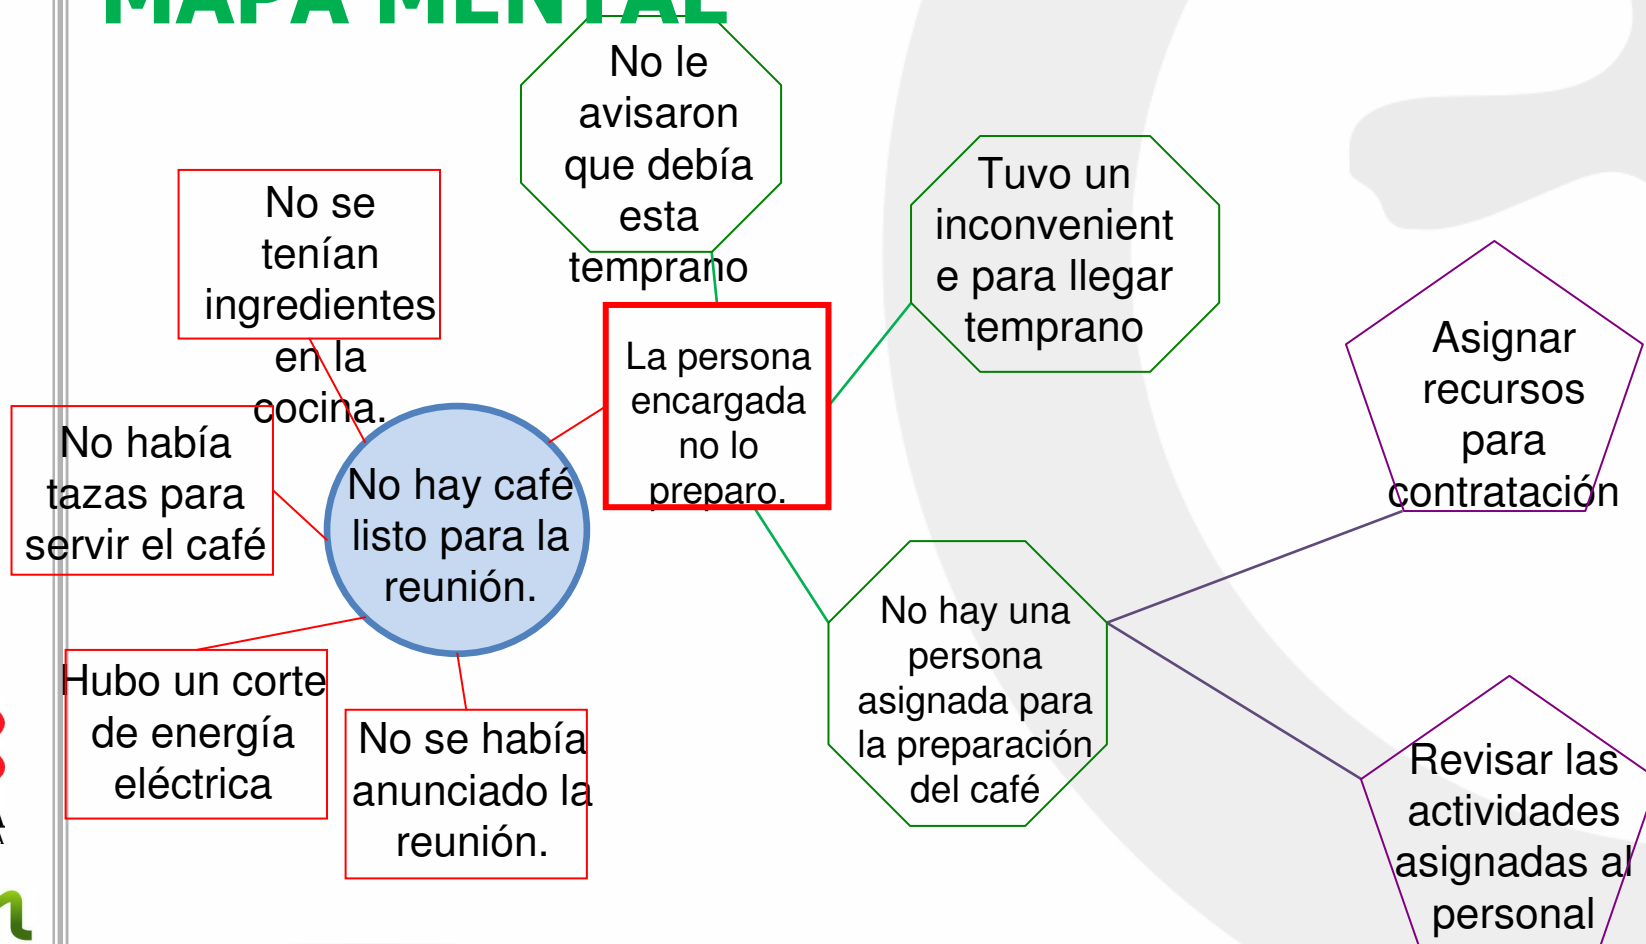 MAPA MENTAL
No le
avisaron
que debía
esta
temprano
Tuvo un
inconvenient
e para llegar
temprano
No se
tenían
ingredientes
en la
cocina.
La persona
encargada
no lo
preparo.
Asignar
recursos
para
contratación
No había
tazas para
servir el café
No hay café
listo para la
reunión.
No hay una
persona
asignada para
la preparación
del café
Hubo un corte
de energía
eléctrica
No se había
anunciado la
reunión.
Revisar las
actividades
asignadas al
personal